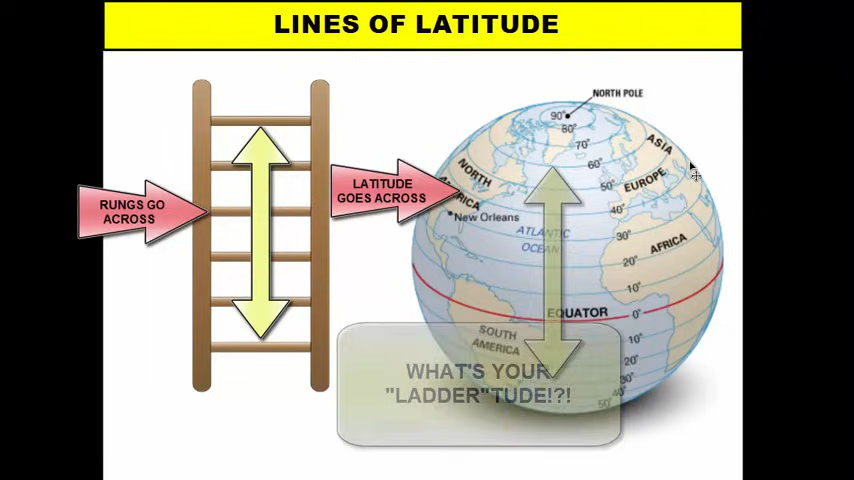 LINES OF LATITUDE
NORTH POLE
90°
80°
70°
60°
50°
40°
30°
20°
10°
0°
10°
20°
30°
40°
50°
ASIA
EUROPE
AFRICA
NORTH
AMERICA
New Orleans
ATLANTIC
OCEAN
EQUATOR
SOUTH
AMERICA
RUNGS GO
ACROSS
LATITUDE
GOES ACROSS
WHAT'S YOUR
"LADDER"TUDE!?!